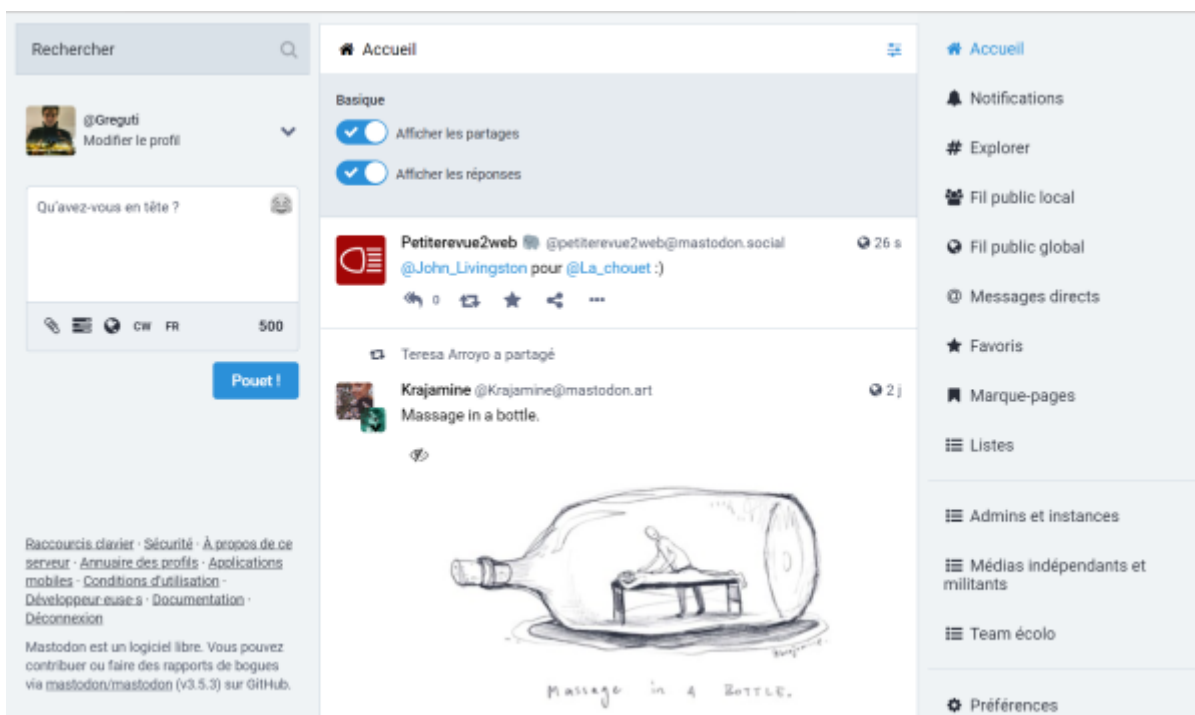 Rechercher
@Greguti
Modifier le profil
Qu'avez-vous en tête ?
CW FR 500
Pouet !
Raccourcis clavier · Sécurité · À propos de ce
serveur · Annuaire des profils · Applications
mobiles · Conditions d'utilisation ·
Développeur·euse·s · Documentation ·
Déconnexion
Mastodon est un logiciel libre. Vous pouvez
contribuer ou faire des rapports de bogues
via mastodon/mastodon (v3.5.3) sur GitHub.
Accueil
Basique
Afficher les partages
Afficher les réponses
Petiterevue2web @petiterevue2web@mastodon.social 26 s
@John_Livingston pour @La_chouet :)
0
Teresa Arroyo a partagé
Krajamine @Krajamine@mastodon.art 2 j
Massage in a bottle.
Krajamine
Massage in a BOTTLE.
Accueil
Notifications
# Explorer
Fil public local
Fil public global
@ Messages directs
Favoris
Marque-pages
Listes
Admins et instances
Médias indépendants et
militants
Team écolo
Préférences